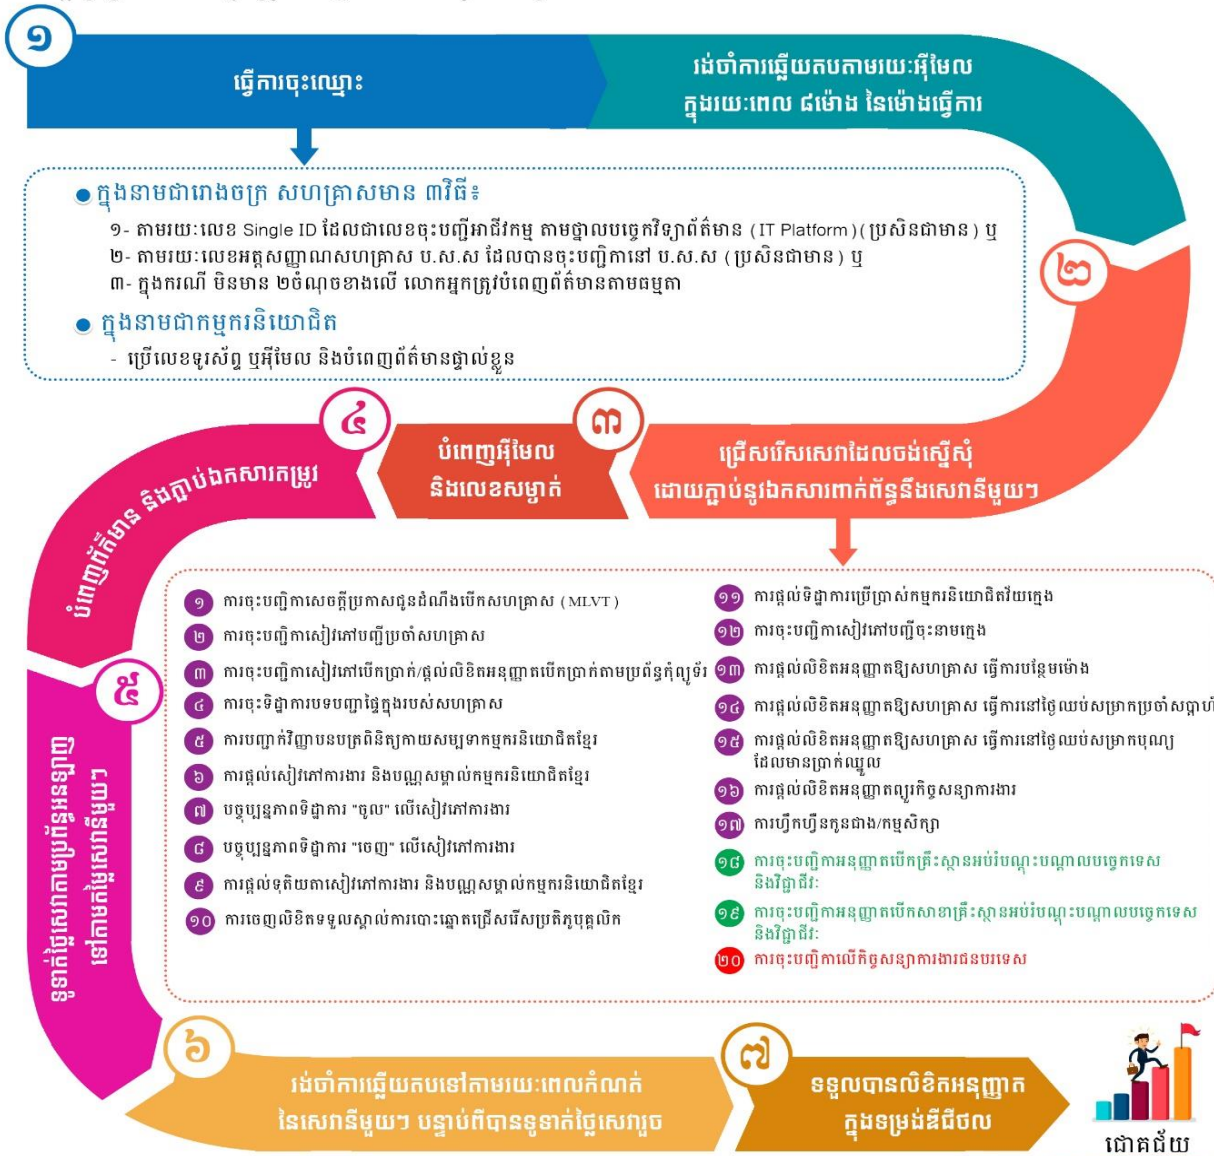 ១
ធ្វើការចុះឈ្មោះ
រង់ចាំការឆ្លើយតបតាមរយៈអ៊ីមែល
ក្នុងរយៈពេល ៨ម៉ោង នៃម៉ោងធ្វើការ
ក្នុងនាមជារោងចក្រ សហគ្រាសមាន ៣វិធី៖
១- តាមរយៈលេខ Single ID ដែលជាលេខចុះបញ្ជីអាជីវកម្ម តាមថ្នាលបច្ចេកវិទ្យាព័ត៌មាន (IT Platform)(ប្រសិនជាមាន) ឬ
២- តាមរយៈលេខអត្តសញ្ញាណសហគ្រាស ប.ស.ស ដែលបានចុះបញ្ជិកានៅ ប.ស.ស (ប្រសិនជាមាន) ឬ
៣- ក្នុងករណី មិនមាន ២ចំណុចខាងលើ លោកអ្នកត្រូវបំពេញព័ត៌មានតាមធម្មតា
ក្នុងនាមជាកម្មករនិយោជិត
- ប្រើលេខទូរស័ព្ទ ឬអ៊ីមែល និងបំពេញព័ត៌មានផ្ទាល់ខ្លួន
២
ជ្រើសរើសសេវាដែលចង់ស្នើសុំ
ដោយភ្ជាប់នូវឯកសារពាក់ព័ន្ធនឹងសេវានីមួយៗ
៣
បំពេញអ៊ីមែល
និងលេខសម្ងាត់
៤
បំពេញព័ត៌មាន និងភ្ជាប់ឯកសារតម្រូវ
១ ការចុះបញ្ជិកាសេចក្តីប្រកាសជូនដំណឹងបើកសហគ្រាស (MLVT)
២ ការចុះបញ្ជិកាសៀវភៅបញ្ជីប្រចាំសហគ្រាស
៣ ការចុះបញ្ជិកាសៀវភៅបើកប្រាក់/ផ្តល់លិខិតអនុញ្ញាតបើកប្រាក់តាមប្រព័ន្ធកុំព្យូទ័រ
៤ ការចុះទិដ្ឋាការបទបញ្ជាផ្ទៃក្នុងរបស់សហគ្រាស
៥ ការបញ្ជាក់វិញ្ញាបនបត្រពិនិត្យកាយសម្បទាកម្មករនិយោជិតខ្មែរ
៦ ការផ្តល់សៀវភៅការងារ និងបណ្ណសម្គាល់កម្មករនិយោជិតខ្មែរ
៧ បច្ចុប្បន្នភាពទិដ្ឋាការ "ចូល" លើសៀវភៅការងារ
៨ បច្ចុប្បន្នភាពទិដ្ឋាការ "ចេញ" លើសៀវភៅការងារ
៩ ការផ្តល់ទុតិយតាសៀវភៅការងារ និងបណ្ណសម្គាល់កម្មករនិយោជិតខ្មែរ
១០ ការចេញលិខិតទទួលស្គាល់ការបោះឆ្នោតជ្រើសរើសប្រតិភូបុគ្គលិក
១១ ការផ្តល់ទិដ្ឋាការប្រើប្រាស់កម្មករនិយោជិតវ័យក្មេង
១២ ការចុះបញ្ជិកាសៀវភៅបញ្ជីចុះនាមក្មេង
១៣ ការផ្តល់លិខិតអនុញ្ញាតឱ្យសហគ្រាស ធ្វើការបន្ថែមម៉ោង
១៤ ការផ្តល់លិខិតអនុញ្ញាតឱ្យសហគ្រាស ធ្វើការនៅថ្ងៃឈប់សម្រាកប្រចាំសប្តាហ៍
១៥ ការផ្តល់លិខិតអនុញ្ញាតឱ្យសហគ្រាស ធ្វើការនៅថ្ងៃឈប់សម្រាកបុណ្យ
ដែលមានប្រាក់ឈ្នួល
១៦ ការផ្តល់លិខិតអនុញ្ញាតព្យួរកិច្ចសន្យាការងារ
១៧ ការហ្វឹកហ្វឺនកូនជាង/កម្មសិក្សា
១៨ ការចុះបញ្ជិកាអនុញ្ញាតបើកគ្រឹះស្ថានអប់រំបណ្តុះបណ្តាលបច្ចេកទេស
និងវិជ្ជាជីវៈ
១៩ ការចុះបញ្ជិកាអនុញ្ញាតបើកសាខាគ្រឹះស្ថានអប់រំបណ្តុះបណ្តាលបច្ចេកទេស
និងវិជ្ជាជីវៈ
២០ ការចុះបញ្ជិកាលើកិច្ចសន្យាការងារជនបរទេស
៥
ទូទាត់ថ្លៃសេវាតាមប្រព័ន្ធអនឡាញ
ទៅតាមតម្លៃសេវានីមួយៗ
៦
រង់ចាំការឆ្លើយតបទៅតាមរយៈពេលកំណត់
នៃសេវានីមួយៗ បន្ទាប់ពីបានទូទាត់ថ្លៃសេវារួច
៧
ទទួលបានលិខិតអនុញ្ញាត
ក្នុងទម្រង់ឌីជីថល
ជោគជ័យ